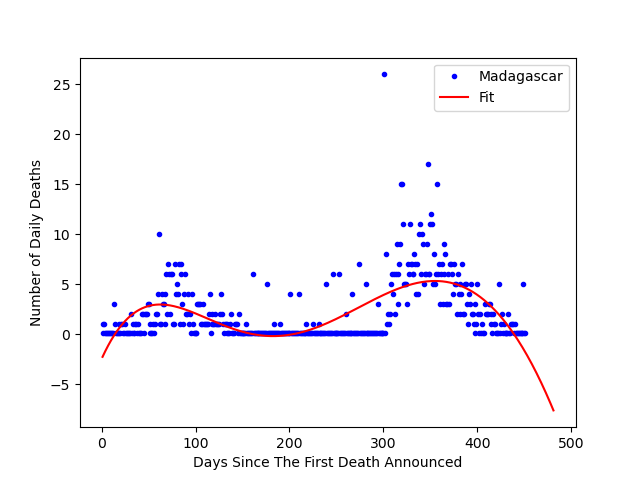 Madagascar
Fit
25
20
15
10
5
0
−5
Number of Daily Deaths
0 100 200 300 400 500
Days Since The First Death Announced